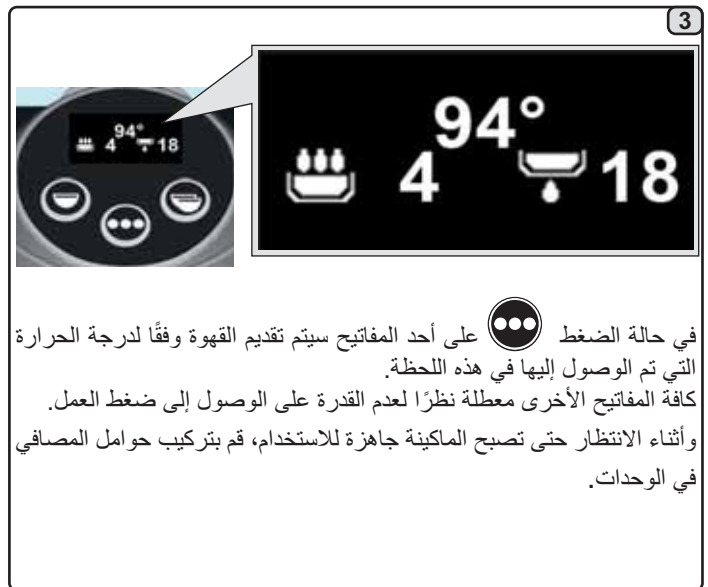 3
94°
4 18
94°
4 18
في حالة الضغط على أحد المفاتيح سيتم تقديم القهوة وفقًا لدرجة الحرارة
التي تم الوصول إليها في هذه اللحظة.
كافة المفاتيح الأخرى معطلة نظرًا لعدم القدرة على الوصول إلى ضغط العمل.
وأثناء الانتظار حتى تصبح الماكينة جاهزة للاستخدام، قم بتركيب حوامل المصافي
في الوحدات.